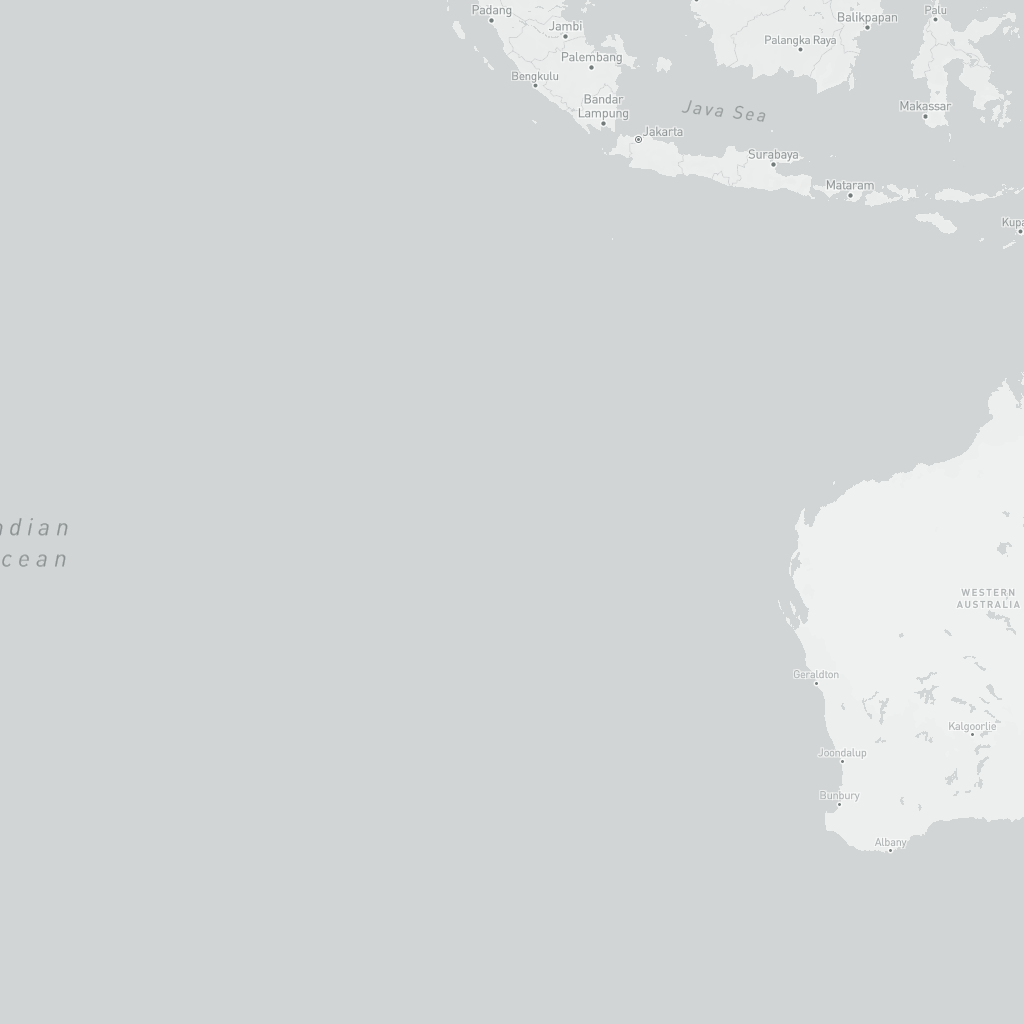 Padang
Palu
Balikpapan
Jambi
Palangka Raya
Palembang
Bengkulu
Bandar
Lampung
Java Sea
Makassar
Jakarta
Surabaya
Mataram
Kupa
ndian
cean
WESTERN
AUSTRALIA
Geraldton
Kalgoorlie
Joondalup
Bunbury
Albany